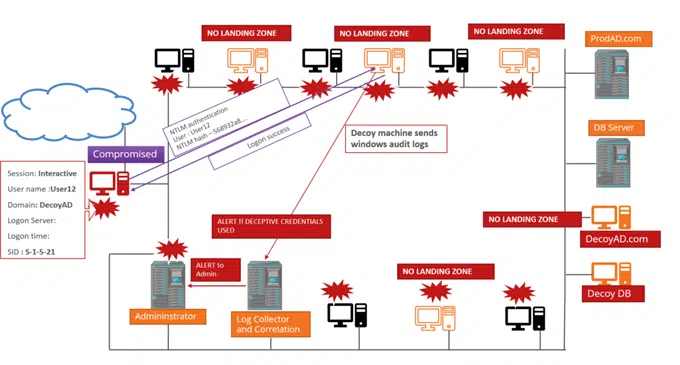 NO LANDING ZONE
NO LANDING ZONE
NO LANDING ZONE
ProdAD.com
NTLM authentication
User : User12
NTLM hash – 568932a8....
Logon success
Decoy machine sends
windows audit logs
DB Server
Compromised
Session: Interactive
User name :User12
Domain: DecoyAD
Logon Server:
Logon time:
SID : S-1-5-21
ALERT !! DECEPTIVE CREDENTIALS
USED
NO LANDING ZONE
DecoyAD.com
ALERT to
Admin
NO LANDING ZONE
Decoy DB
Admininstrator
Log Collector
and Correlation